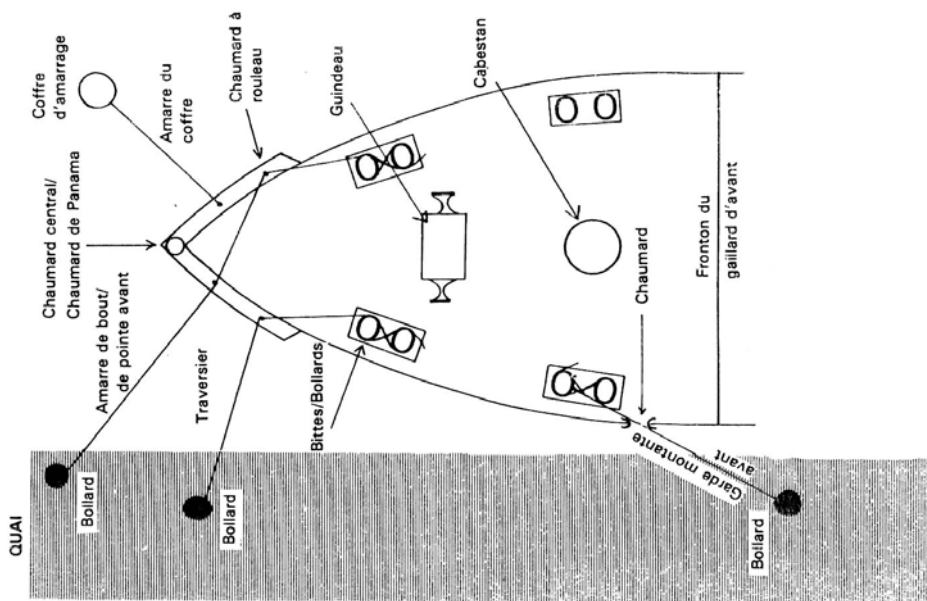 Coffre
d'amarrage
Amarre du
coffre
Chaumard à
rouleau
Guindeau
Cabestan
Chaumard central/
Chaumard de Panama
Amarre de bout/
de pointe avant
Traversier
Bittes/Bollards
Chaumard
Fronton du
gaillard d'avant
Garde montante
avant
QUAI
Bollard
Bollard
Bollard